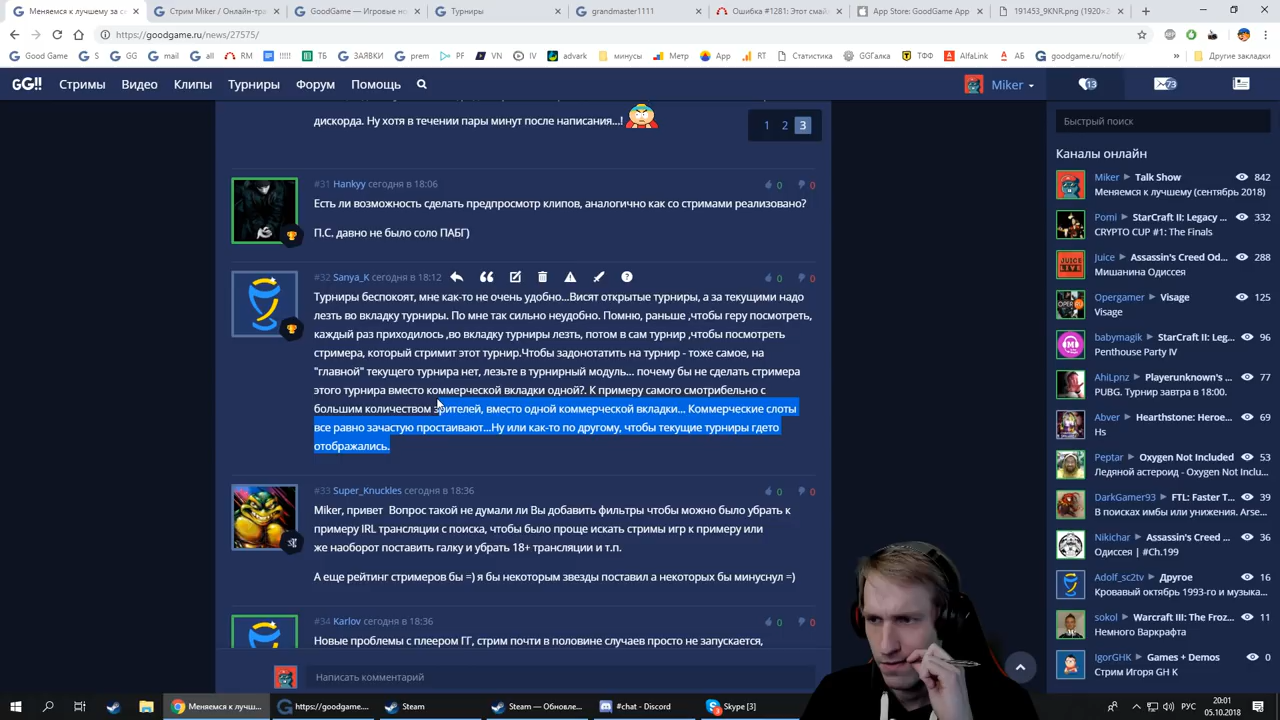 Меняемся к лучшему (с
Стрим Miker / Онлайн-тра
GoodGame — Игровые но
Турниры
grandmaster1111
Ошибка #1281: Этот смай
App Store: GoodGame App
191453_9KNR.png (1920×2
https://goodgame.ru/news/27575/
Good Game
S
GG
mail
all
RM
!!!!!
ЗАЯВКИ
prem
PF
VN
IV
advark
минусы
Метр
App
RT
Статистика
GGГалка
ТФФ
AlfaLink
АБ
goodgame.ru/notify
Другие закладки
GG!!
Стримы
Видео
Клипы
Турниры
Форум
Помощь
Miker
13
73
дискорда. Ну хотя в течении пары минут после написания...!
1 2 3
#31 Hankyy сегодня в 18:06
0 0
Есть ли возможность сделать предпросмотр клипов, аналогично как со стримами реализовано?
П.С. давно не было соло ПАБГ)
#32 Sanya_K сегодня в 18:12
0 0
Турниры беспокоят, мне как-то не очень удобно...Висят открытые турниры, а за текущими надо
лезть во вкладку турниры. По мне так сильно неудобно. Помню, раньше ,чтобы геру посмотреть,
каждый раз приходилось ,во вкладку турниры лезть, потом в сам турнир ,чтобы посмотреть
стримера, который стримит этот турнир.Чтобы задонотатить на турнир - тоже самое, на
"главной" текущего турнира нет, лезьте в турнирный модуль... почему бы не сделать стримера
этого турнира вместо коммерческой вкладки одной?. К примеру самого смотрибельно с
большим количеством зрителей, вместо одной коммерческой вкладки... Коммерческие слоты
все равно зачастую простаивают...Ну или как-то по другому, чтобы текущие турниры гдето
отображались.
#33 Super_Knuckles сегодня в 18:36
0 0
Miker, привет Вопрос такой не думали ли Вы добавить фильтры чтобы можно было убрать к
примеру IRL трансляции с поиска, чтобы было проще искать стримы игр к примеру или
же наоборот поставить галку и убрать 18+ трансляции и т.п.
А еще рейтинг стримеров бы =) я бы некоторым звезды поставил а некоторых бы минуснул =)
#34 Karlov сегодня в 18:36
0 0
Новые проблемы с плеером ГГ, стрим почти в половине случаев просто не запускается,
Написать комментарий
Быстрый поиск
Каналы онлайн
Miker Talk Show 842
Меняемся к лучшему (сентябрь 2018)
Pomi StarCraft II: Legacy ... 332
CRYPTO CUP #1: The Finals
Juice Assassin's Creed Od... 288
Мишанина Одиссея
Opergamer Visage 125
Visage
babymagik StarCraft II: Leg... 96
Penthouse Party IV
AhiLpnz Playerunknown's ... 77
PUBG. Турнир завтра в 18:00.
Abver Hearthstone: Heroe... 69
Hs
Peptar Oxygen Not Included 53
Ледяной астероид - Oxygen Not Inclu...
DarkGamer93 FTL: Faster T... 39
В поисках имбы или унижен. Arse...
Nikichar Assassin's Creed ... 36
Одиссея | #Ch.199
Adolf_sc2tv Другое 16
Кровавый октябрь 1993-го и музыка...
sokol Warcraft III: The Froz... 11
Немного Варкрафта
IgorGHK Games + Demos 0
Стрим Игоря GH K
Меняемся к лучш...
https://goodgame....
Steam
Steam — Обновле...
#chat - Discord
Skype [3]
РУС
20:01
05.10.2018